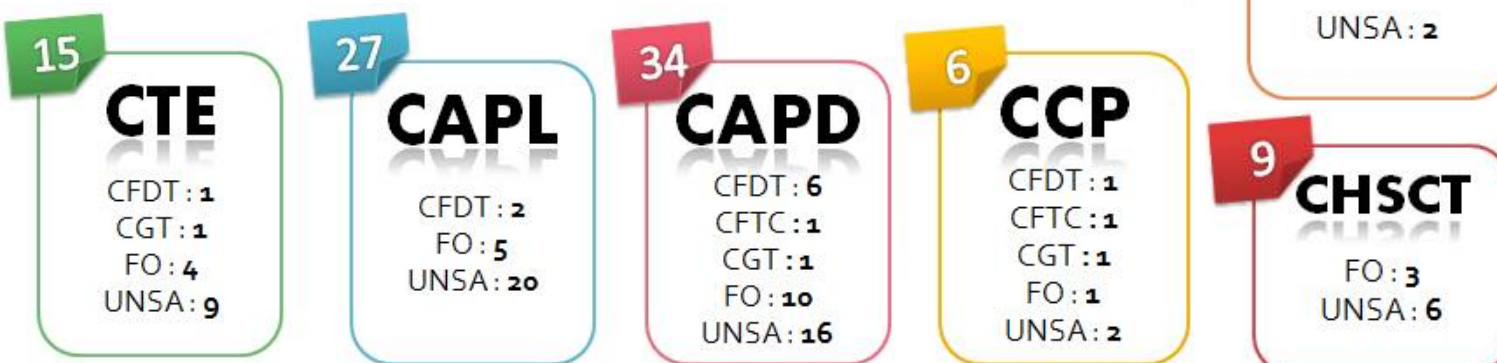 15
CTE
CFDT : 1
CGT : 1
FO : 4
UNSA : 9
27
CAPL
CFDT : 2
FO : 5
UNSA : 20
34
CAPD
CFDT : 6
CFTC : 1
CGT : 1
FO : 10
UNSA : 16
6
CCP
CFDT : 1
CFTC : 1
CGT : 1
FO : 1
UNSA : 2
UNSA : 2
9
CHSCT
FO : 3
UNSA : 6